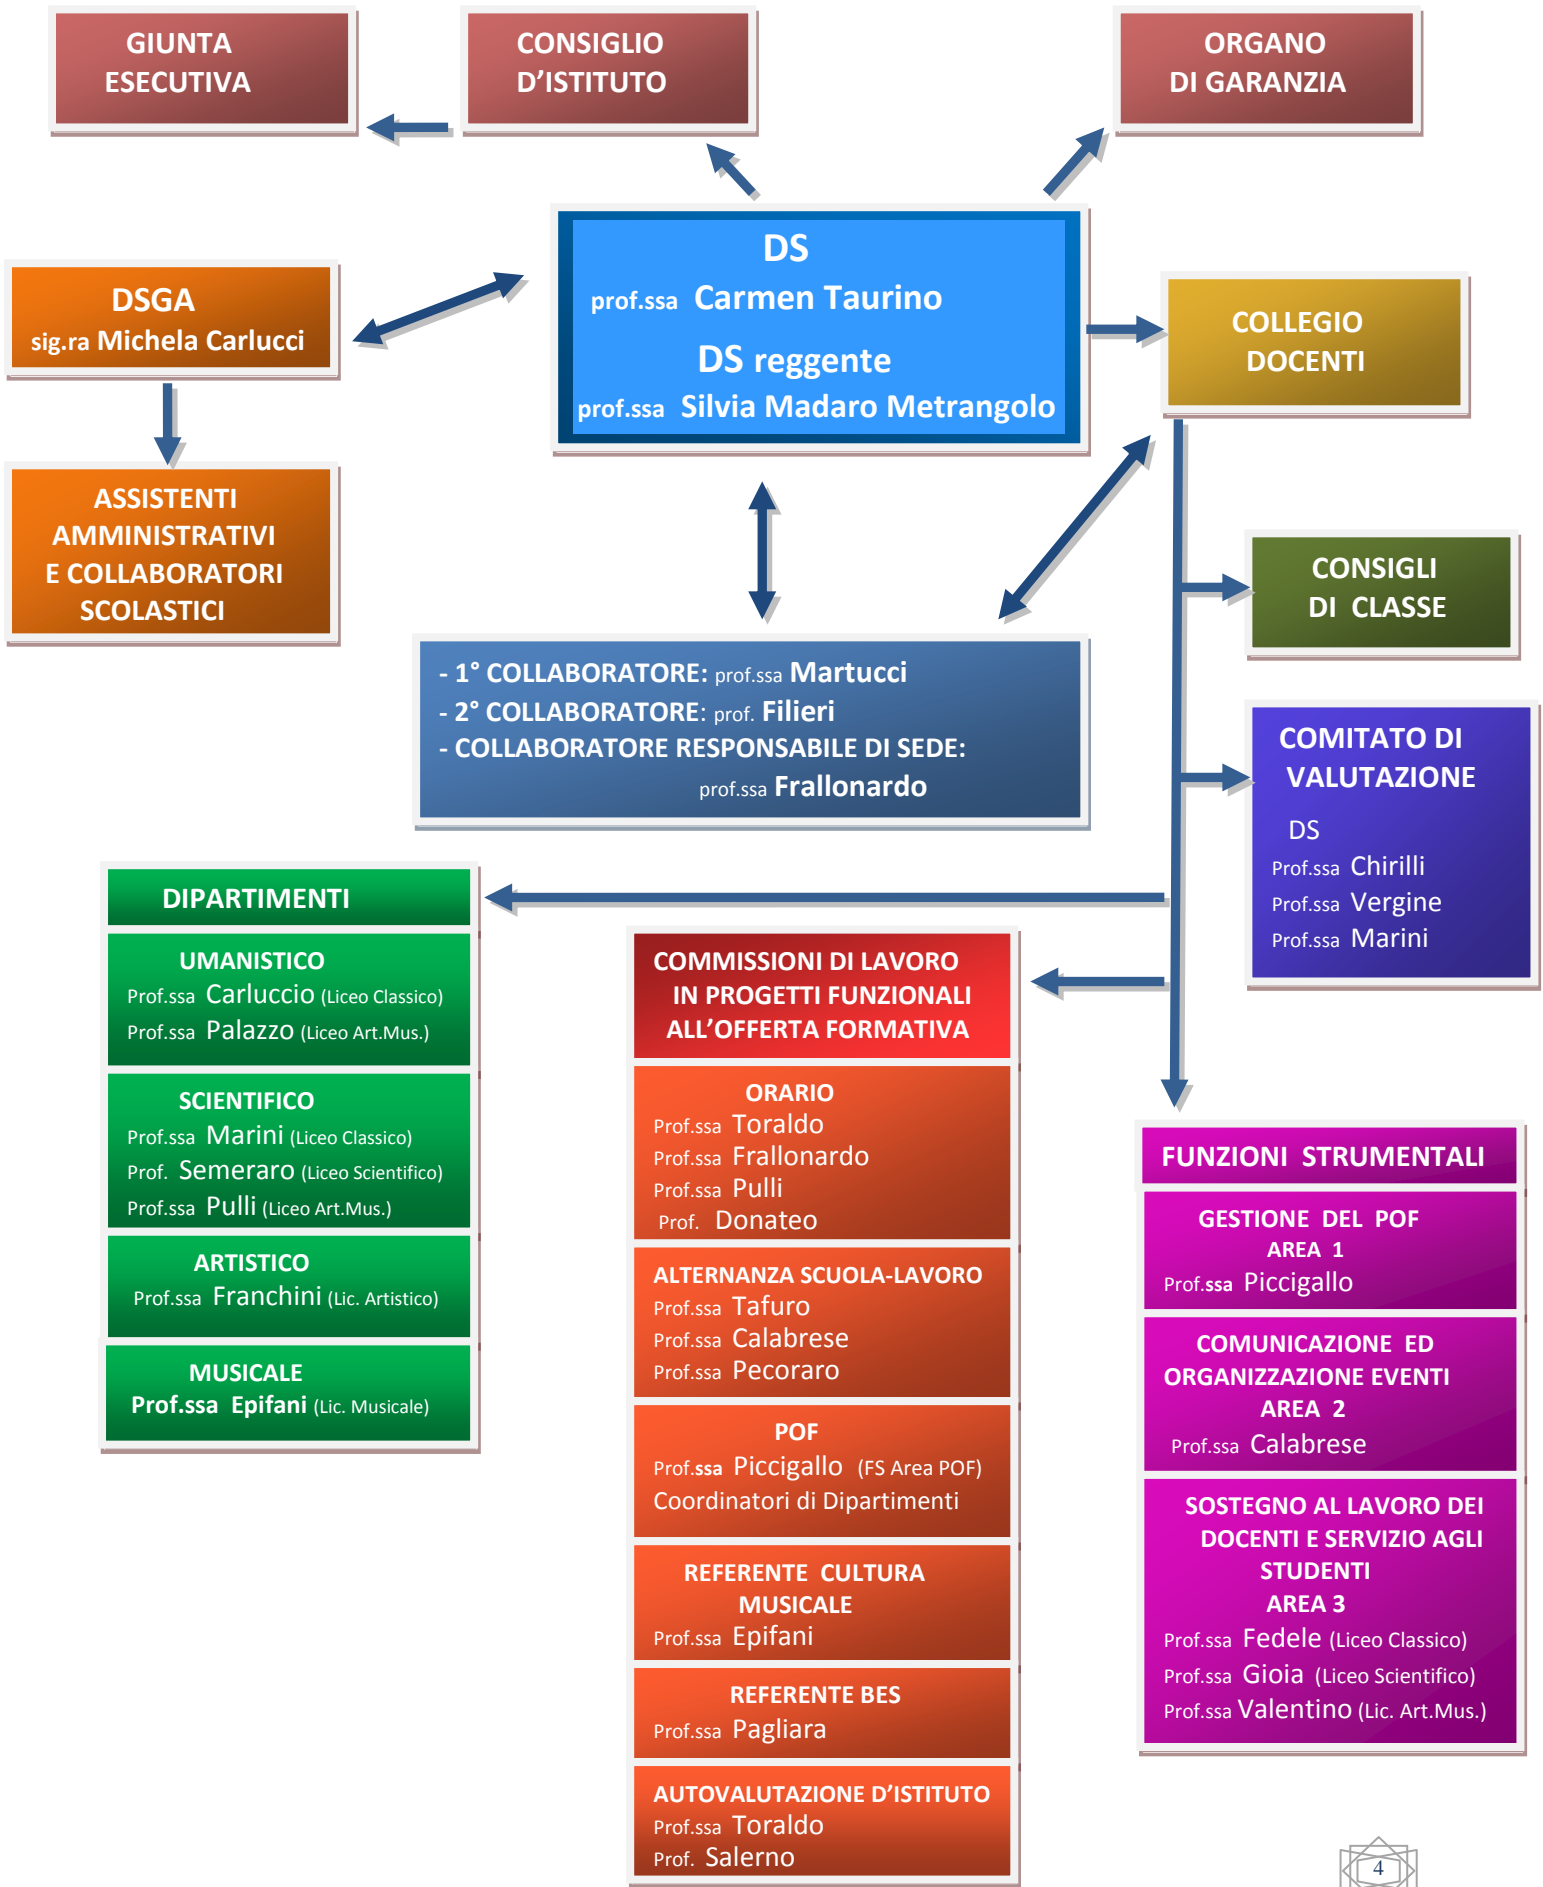 GIUNTA
ESECUTIVA
CONSIGLIO
D'ISTITUTO
ORGANO
DI GARANZIA
DS
prof.ssa Carmen Taurino
DS reggente
prof.ssa Silvia Madaro Metrangolo
DSGA
sig.ra Michela Carlucci
COLLEGIO
DOCENTI
ASSISTENTI
AMMINISTRATIVI
E COLLABORATORI
SCOLASTICI
CONSIGLI
DI CLASSE
- 1° COLLABORATORE: prof.ssa Martucci
- 2° COLLABORATORE: prof. Filieri
- COLLABORATORE RESPONSABILE DI SEDE:
prof.ssa Frallonardo
COMITATO DI
VALUTAZIONE
DS
Prof.ssa Chirilli
Prof.ssa Vergine
Prof.ssa Marini
DIPARTIMENTI
UMANISTICO
Prof.ssa Carluccio (Liceo Classico)
Prof.ssa Palazzo (Liceo Art.Mus.)
SCIENTIFICO
Prof.ssa Marini (Liceo Classico)
Prof. Semeraro (Liceo Scientifico)
Prof.ssa Pulli (Liceo Art.Mus.)
ARTISTICO
Prof.ssa Franchini (Lic. Artistico)
MUSICALE
Prof.ssa Epifani (Lic. Musicale)
COMMISSIONI DI LAVORO
IN PROGETTI FUNZIONALI
ALL'OFFERTA FORMATIVA
ORARIO
Prof.ssa Toraldo
Prof.ssa Frallonardo
Prof.ssa Pulli
Prof. Donateo
ALTERNANZA SCUOLA-LAVORO
Prof.ssa Tafuro
Prof.ssa Calabrese
Prof.ssa Pecoraro
POF
Prof.ssa Piccigallo (FS Area POF)
Coordinatori di Dipartimenti
REFERENTE CULTURA
MUSICALE
Prof.ssa Epifani
REFERENTE BES
Prof.ssa Pagliara
AUTOVALUTAZIONE D'ISTITUTO
Prof.ssa Toraldo
Prof. Salerno
FUNZIONI STRUMENTALI
GESTIONE DEL POF
AREA 1
Prof.ssa Piccigallo
COMUNICAZIONE ED
ORGANIZZAZIONE EVENTI
AREA 2
Prof.ssa Calabrese
SOSTEGNO AL LAVORO DEI
DOCENTI E SERVIZIO AGLI
STUDENTI
AREA 3
Prof.ssa Fedele (Liceo Classico)
Prof.ssa Gioia (Liceo Scientifico)
Prof.ssa Valentino (Lic. Art.Mus.)
4